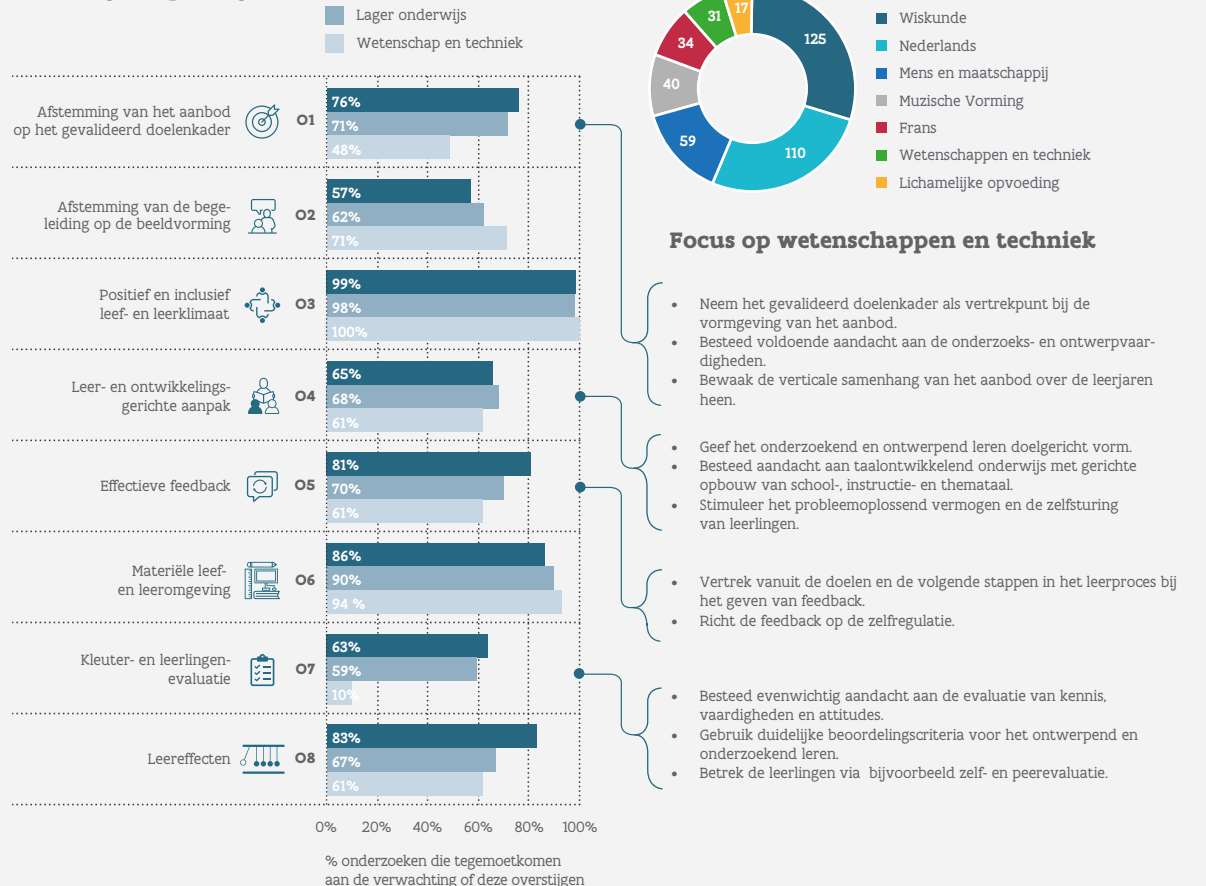 Lager onderwijs
Wetenschap en techniek
Afstemming van het aanbod
op het gevalideerd doelenkader
O1
76%
71%
48%
Afstemming van de bege-
leiding op de beeldvorming
O2
57%
62%
71%
Positief en inclusief
leef- en leerklimaat
O3
99%
98%
100%
Leer- en ontwikkelings-
gerichte aanpak
O4
65%
68%
61%
Effectieve feedback
O5
81%
70%
61%
Materiële leef-
en leeromgeving
O6
86%
90%
94 %
Kleuter- en leerlingen-
evaluatie
O7
63%
59%
10%
Leereffecten
O8
83%
67%
61%
0% 20% 40% 60% 80% 100%
% onderzoeken die tegemoetkomen
aan de verwachting of deze overstijgen
17
31
34
40
59
110
125
Wiskunde
Nederlands
Mens en maatschappij
Muzische Vorming
Frans
Wetenschappen en techniek
Lichamelijke opvoeding
Focus op wetenschappen en techniek
• Neem het gevalideerd doelenkader als vertrekpunt bij de
vormgeving van het aanbod.
• Besteed voldoende aandacht aan de onderzoeks- en ontwerpvaar-
digheden.
• Bewaak de verticale samenhang van het aanbod over de leerjaren
heen.
• Geef het onderzoekend en ontwerpend leren doelgericht vorm.
• Besteed aandacht aan taalontwikkelend onderwijs met gerichte
opbouw van school-, instructie- en themataal.
• Stimuleer het probleemoplossend vermogen en de zelfsturing
van leerlingen.
• Vertrek vanuit de doelen en de volgende stappen in het leerproces bij
het geven van feedback.
• Richt de feedback op de zelfregulatie.
• Besteed evenwichtig aandacht aan de evaluatie van kennis,
vaardigheden en attitudes.
• Gebruik duidelijke beoordelingscriteria voor het ontwerpend en
onderzoekend leren.
• Betrek de leerlingen via bijvoorbeeld zelf- en peerevaluatie.